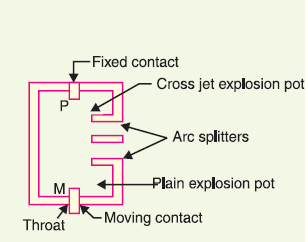 Fixed contact
Cross jet explosion pot
P
Arc splitters
M
Plain explosion pot
Moving contact
Throat